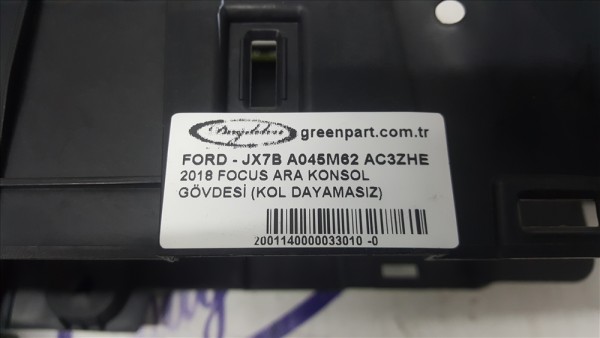 greenpart.com.tr
FORD - JX7B A045M62 AC3ZHE
2018 FOCUS ARA KONSOL
GÖVDESİ (KOL DAYAMASIZ)
2001140000033010 -0